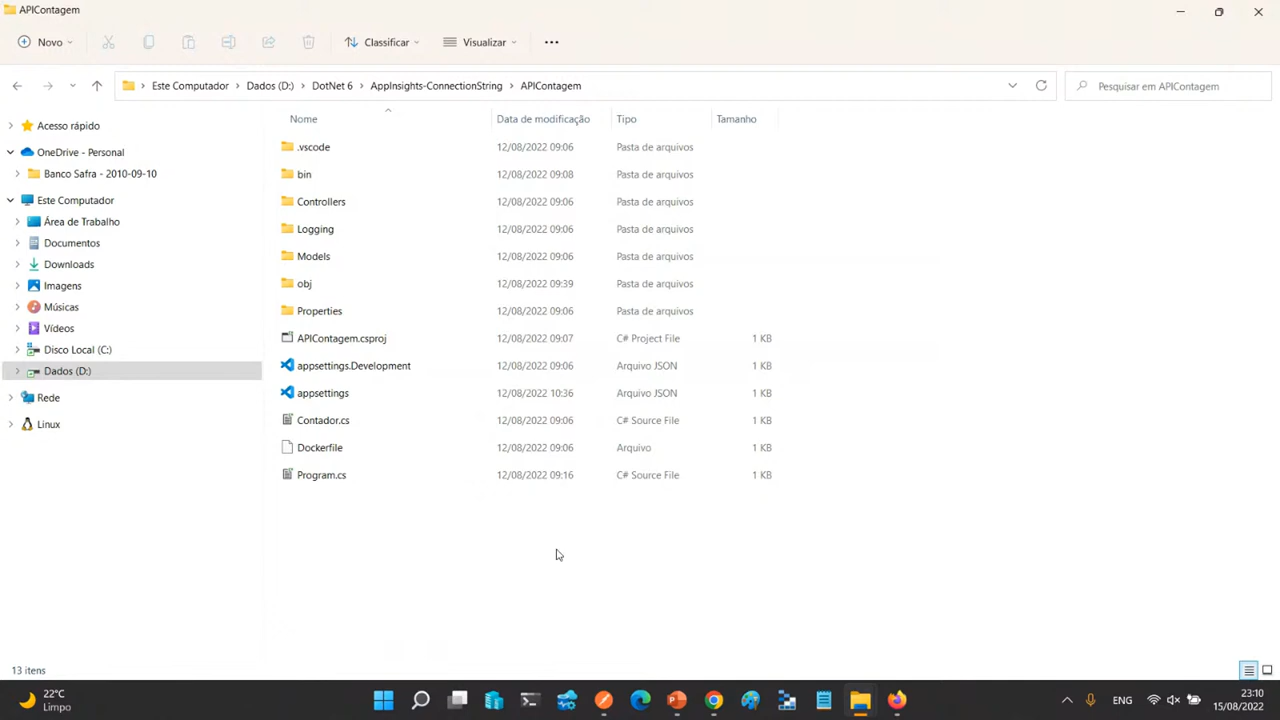 APIContagem
Novo
Classificar
Visualizar
Este Computador > Dados (D:) > DotNet 6 > AppInsights-ConnectionString > APIContagem
Pesquisar em APIContagem
Nome Data de modificação Tipo Tamanho
.vscode 12/08/2022 09:06 Pasta de arquivos
bin 12/08/2022 09:08 Pasta de arquivos
Controllers 12/08/2022 09:06 Pasta de arquivos
Logging 12/08/2022 09:06 Pasta de arquivos
Models 12/08/2022 09:06 Pasta de arquivos
obj 12/08/2022 09:39 Pasta de arquivos
Properties 12/08/2022 09:06 Pasta de arquivos
APIContagem.csproj 12/08/2022 09:07 C# Project File 1 KB
appsettings.Development 12/08/2022 09:06 Arquivo JSON 1 KB
appsettings 12/08/2022 10:36 Arquivo JSON 1 KB
Contador.cs 12/08/2022 09:06 C# Source File 1 KB
Dockerfile 12/08/2022 09:06 Arquivo 1 KB
Program.cs 12/08/2022 09:16 C# Source File 1 KB
Acesso rápido
OneDrive - Personal
Banco Safra - 2010-09-10
Este Computador
Área de Trabalho
Documentos
Downloads
Imagens
Músicas
Vídeos
Disco Local (C:)
Dados (D:)
Rede
Linux
13 itens
22°C
Limpo
ENG
23:10
15/08/2022